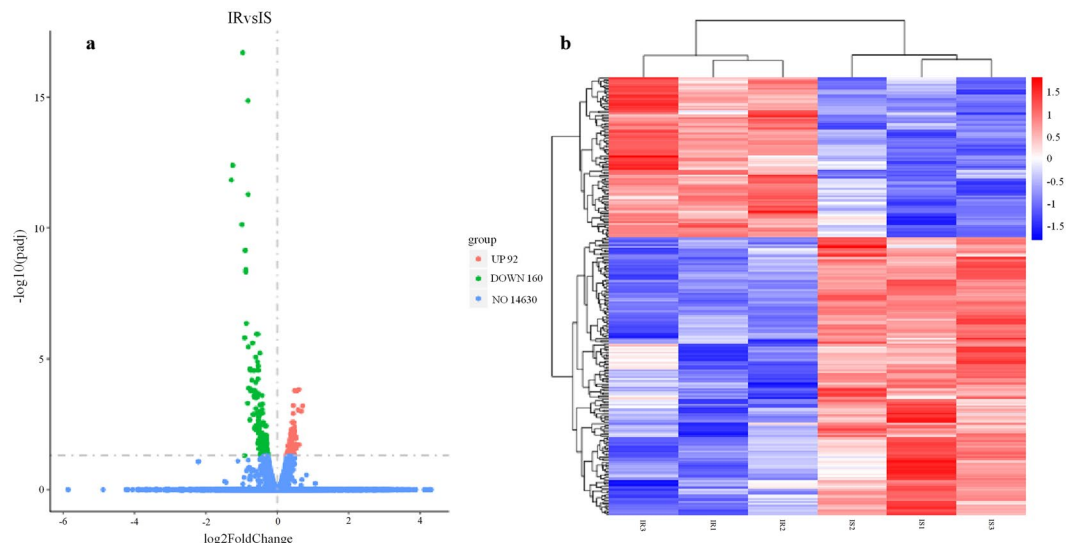 IRvsIS
a
-log10(padj)
15
10
5
0
-6
-4
-2
0
2
4
log2FoldChange
group
UP 92
DOWN 160
NO 14630
b
1.5
1
0.5
0
-0.5
-1
-1.5
IR3
IR1
IR2
IS2
IS1
IS3